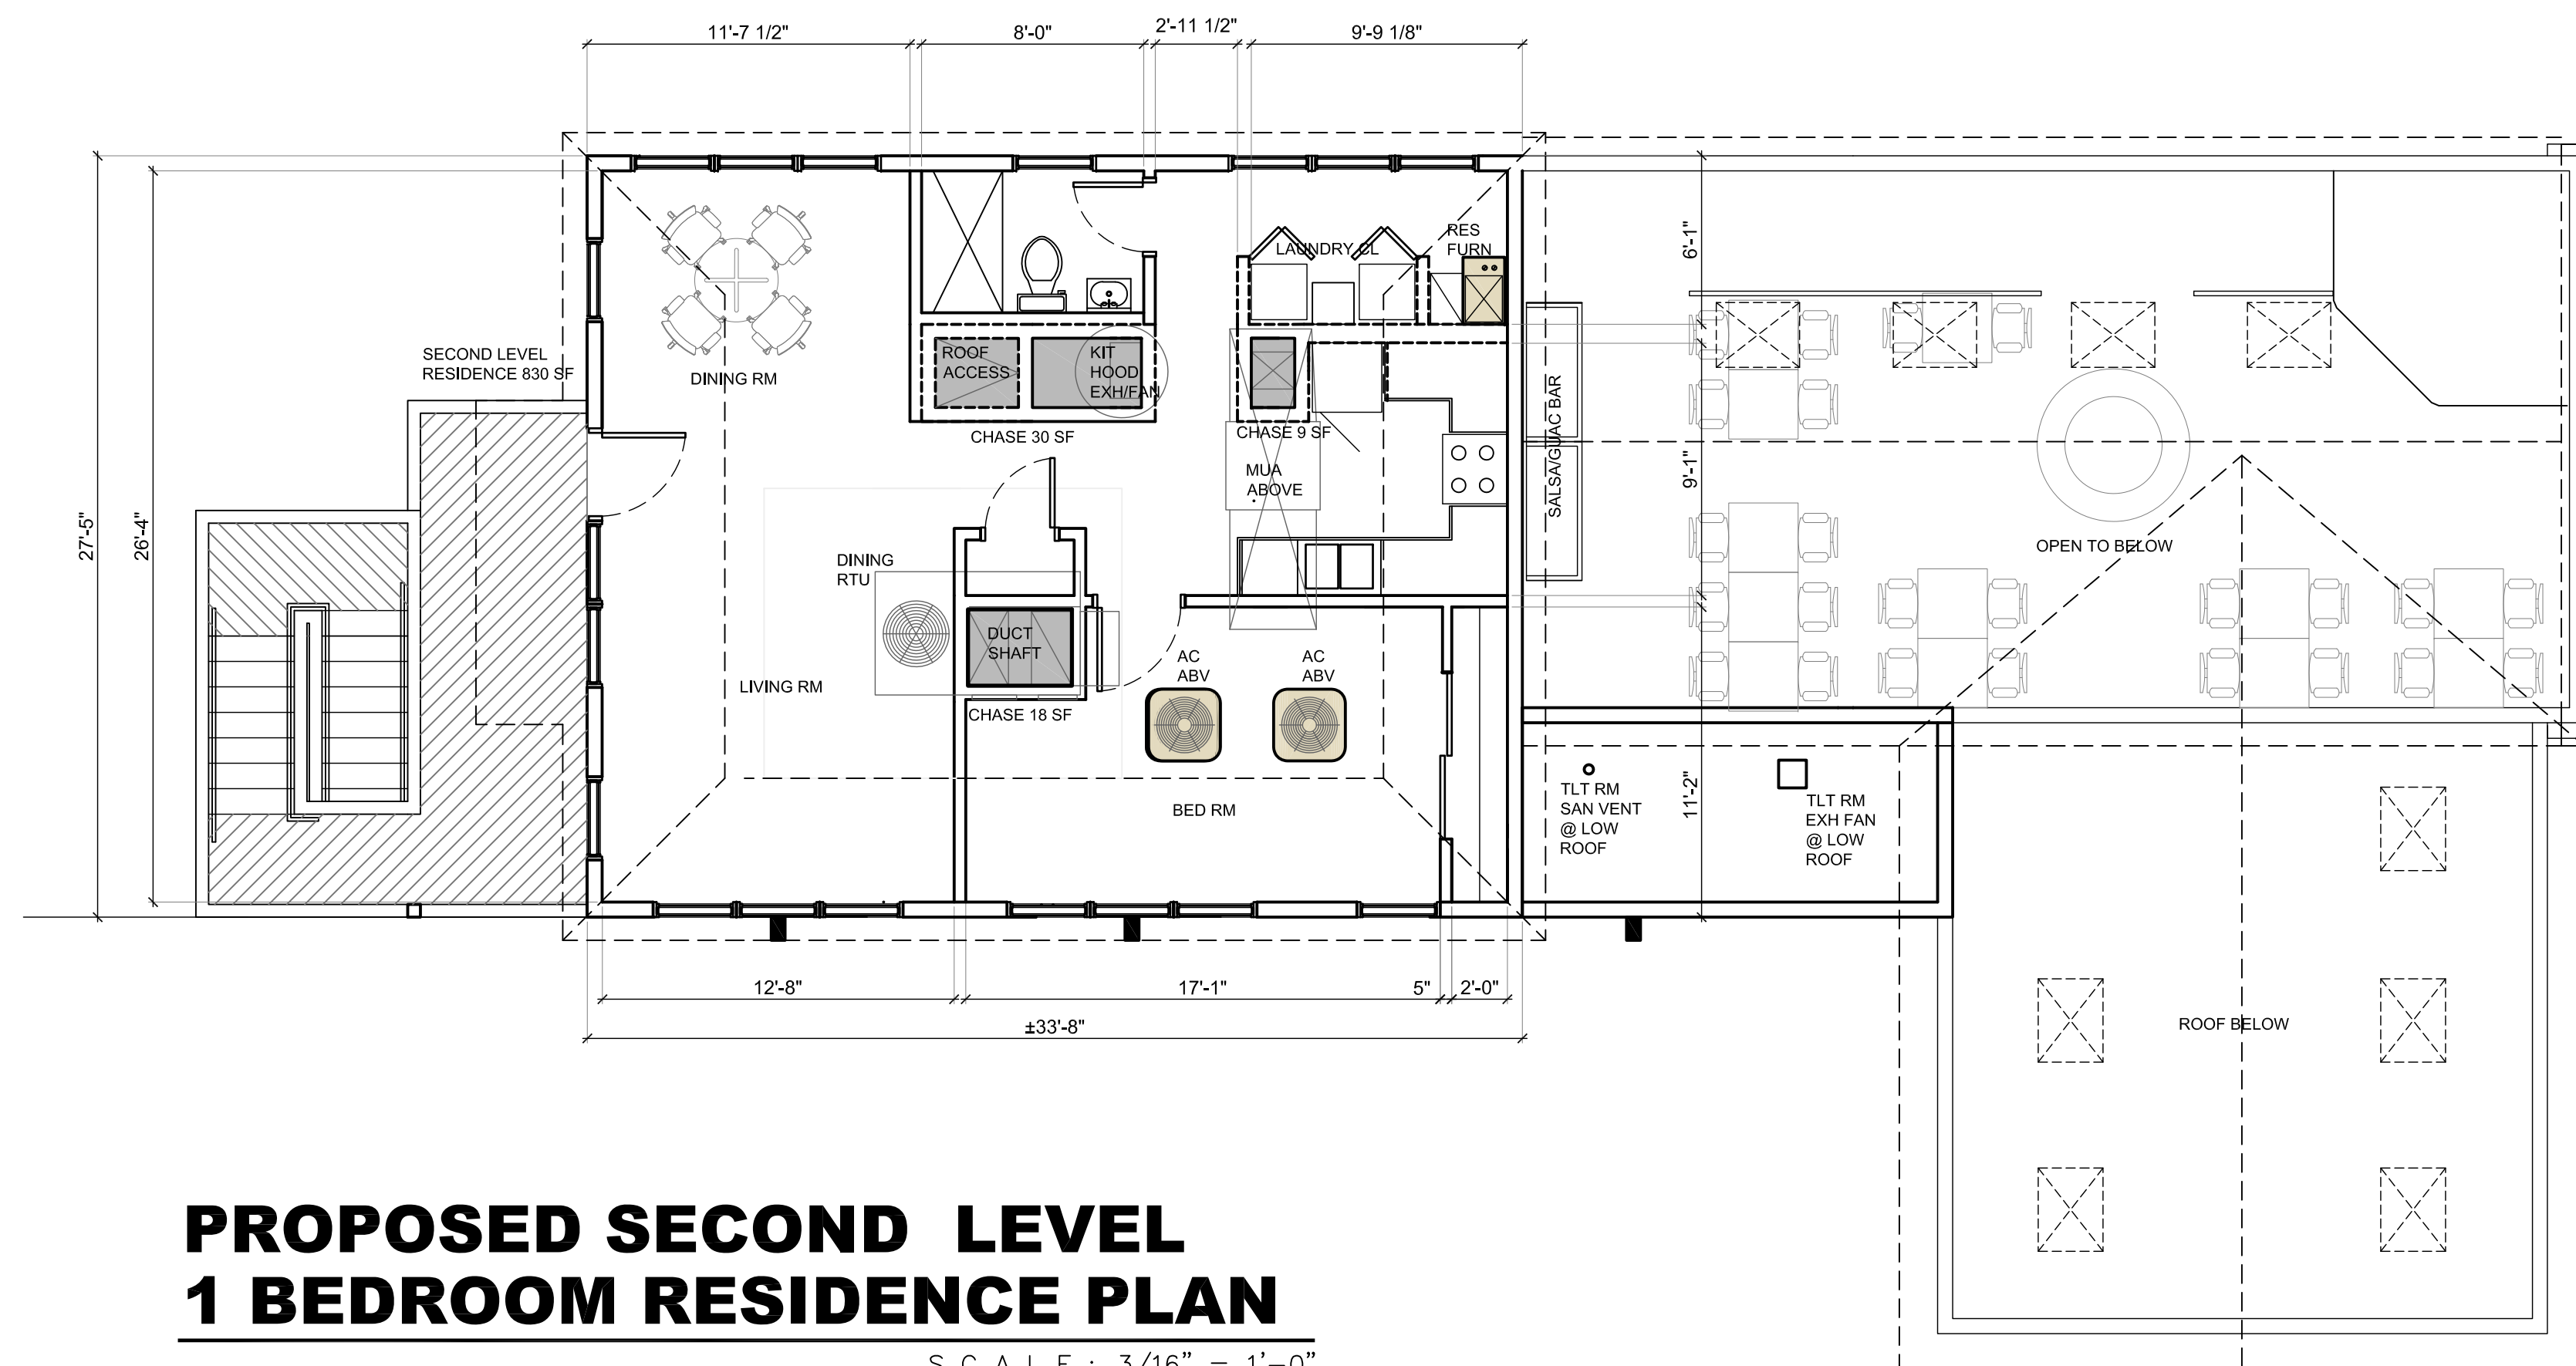 11'-7 1/2"
8'-0"
2'-11 1/2"
9'-9 1/8"
27'-5"
26'-4"
SECOND LEVEL
RESIDENCE 830 SF
DINING RM
ROOF
ACCESS
KIT
HOOD
EXH/FAN
CHASE 30 SF
LAUNDRY CL
RES
FURN
CHASE 9 SF
MUA
ABOVE
SALSA/GUAC BAR
6'-1"
9'-1"
11'-2"
OPEN TO BELOW
DINING
RTU
DUCT
SHAFT
LIVING RM
CHASE 18 SF
AC
ABV
AC
ABV
BED RM
TLT RM
SAN VENT
@ LOW
ROOF
TLT RM
EXH FAN
@ LOW
ROOF
12'-8"
17'-1"
5"
2'-0"
±33'-8"
ROOF BELOW
PROPOSED SECOND LEVEL
1 BEDROOM RESIDENCE PLAN
SCALE: 3/16" = 1'-0"